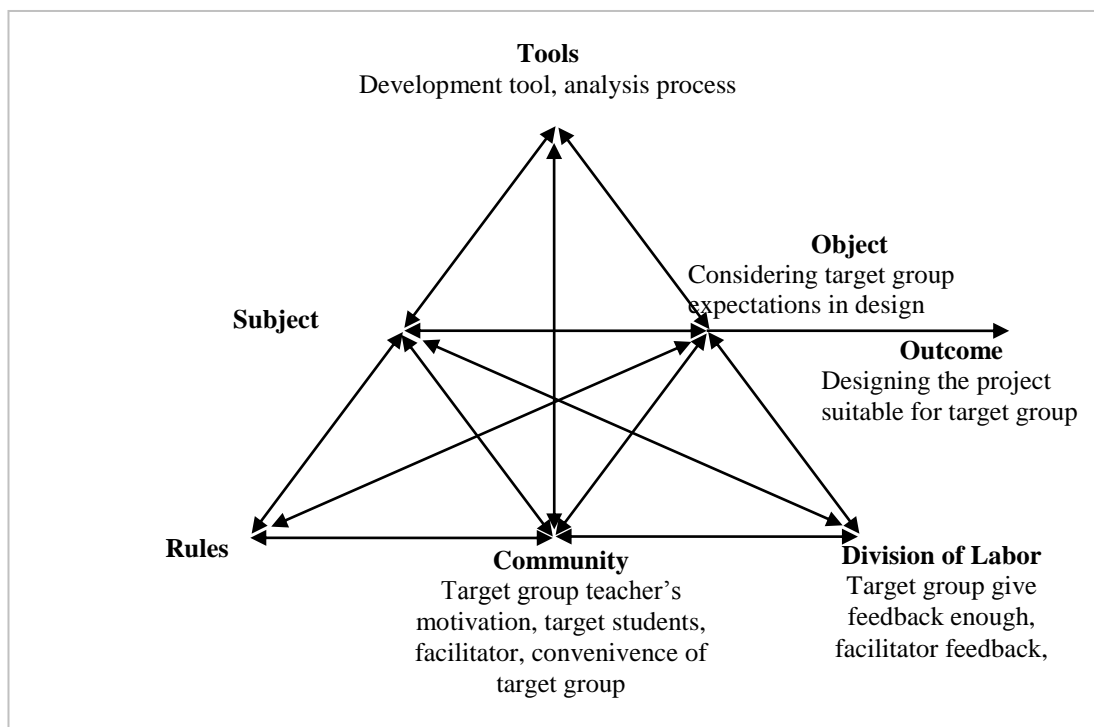 Tools
Development tool, analysis process
Object
Considering target group
expectations in design
Subject
Outcome
Designing the project
suitable for target group
Rules
Community
Target group teacher’s
motivation, target students,
facilitator, convenivence of
target group
Division of Labor
Target group give
feedback enough,
facilitator feedback,